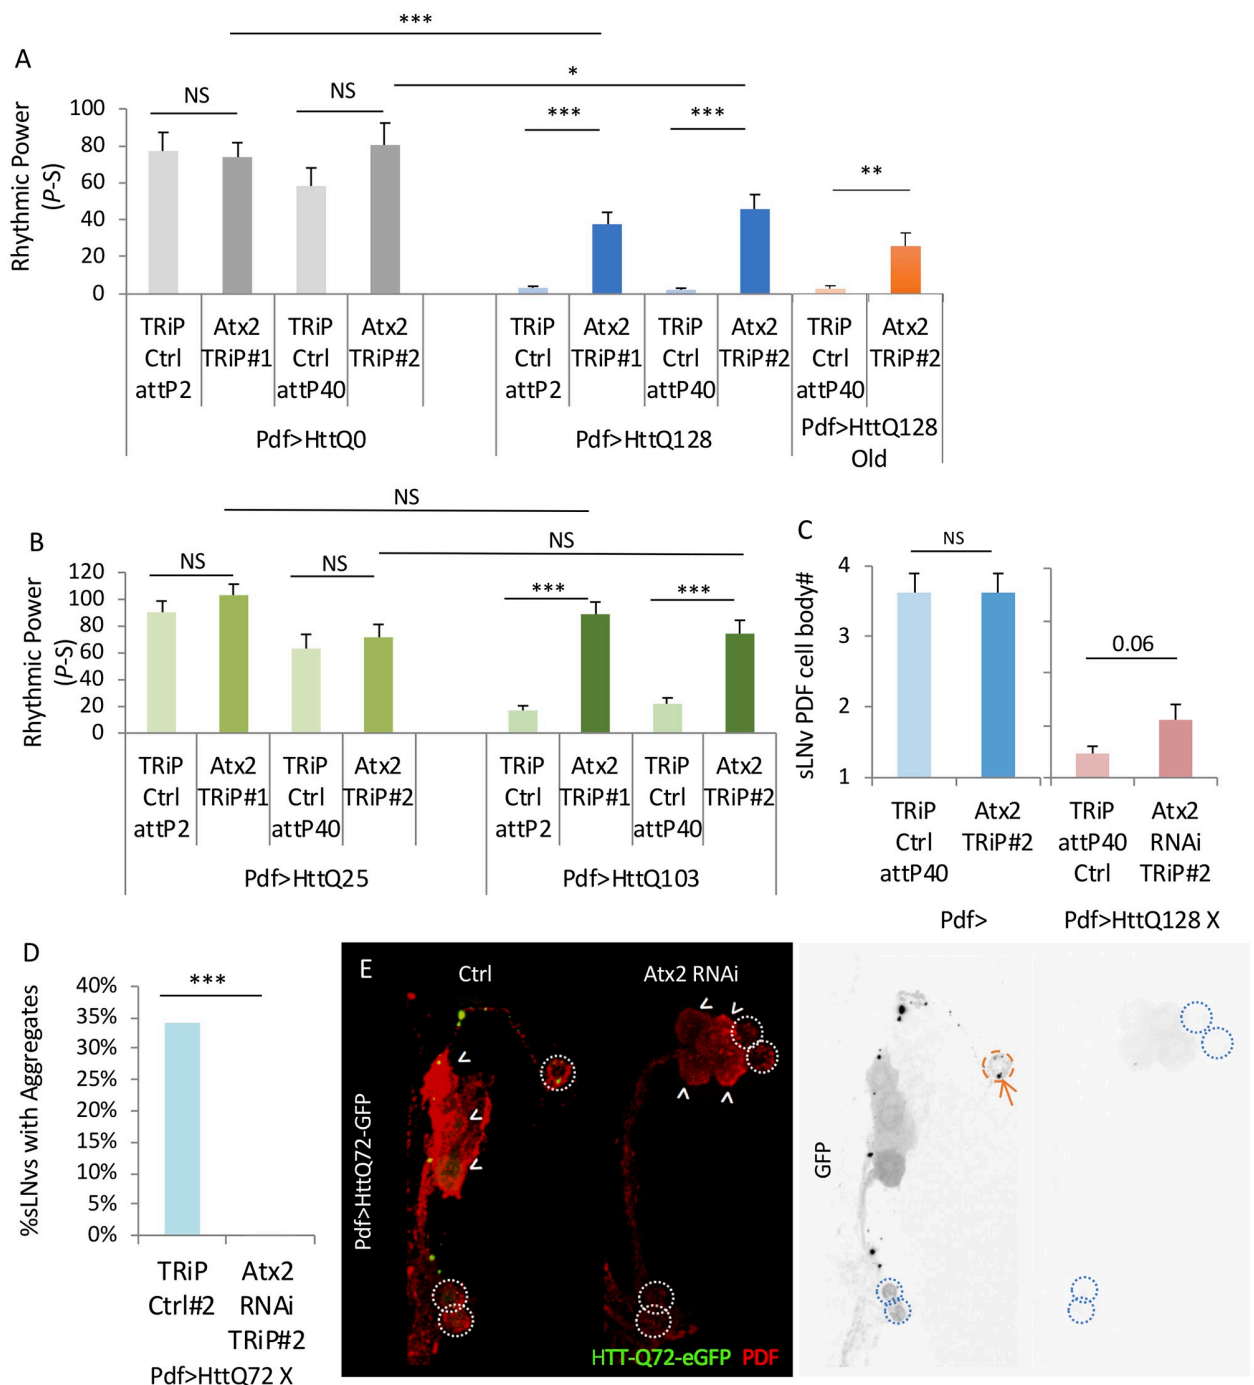 ***
A
*
NS
NS
***
***
**
Rhythmic Power
(P-S)
100
80
60
40
20
0
TRiP
Ctrl
attP2
Atx2
TRiP#1
TRiP
Ctrl
attP40
Atx2
TRiP#2
TRiP
Ctrl
attP2
Atx2
TRiP#1
TRiP
Ctrl
attP40
Atx2
TRiP#2
TRiP
Ctrl
attP40
Atx2
TRiP#2
Pdf>HttQ0
Pdf>HttQ128
Pdf>HttQ128
Old
NS
B
NS
NS
NS
***
***
Rhythmic Power
(P-S)
120
100
80
60
40
20
0
TRiP
Ctrl
attP2
Atx2
TRiP#1
TRiP
Ctrl
attP40
Atx2
TRiP#2
TRiP
Ctrl
attP2
Atx2
TRiP#1
TRiP
Ctrl
attP40
Atx2
TRiP#2
Pdf>HttQ25
Pdf>HttQ103
C
NS
0.06
sLNv PDF cell body#
4
3
2
1
TRiP
Ctrl
attP40
Atx2
TRiP#2
TRiP
attP40
Ctrl
Atx2
RNAi
TRiP#2
Pdf>
Pdf>HttQ128 X
D
***
%sLNvs with Aggregates
40%
35%
30%
25%
20%
15%
10%
5%
0%
TRiP
Ctrl#2
Atx2
RNAi
TRiP#2
Pdf>HttQ72 X
E
Ctrl
Atx2 RNAi
Pdf>HttQ72-GFP
HTT-Q72-eGFP PDF
GFP